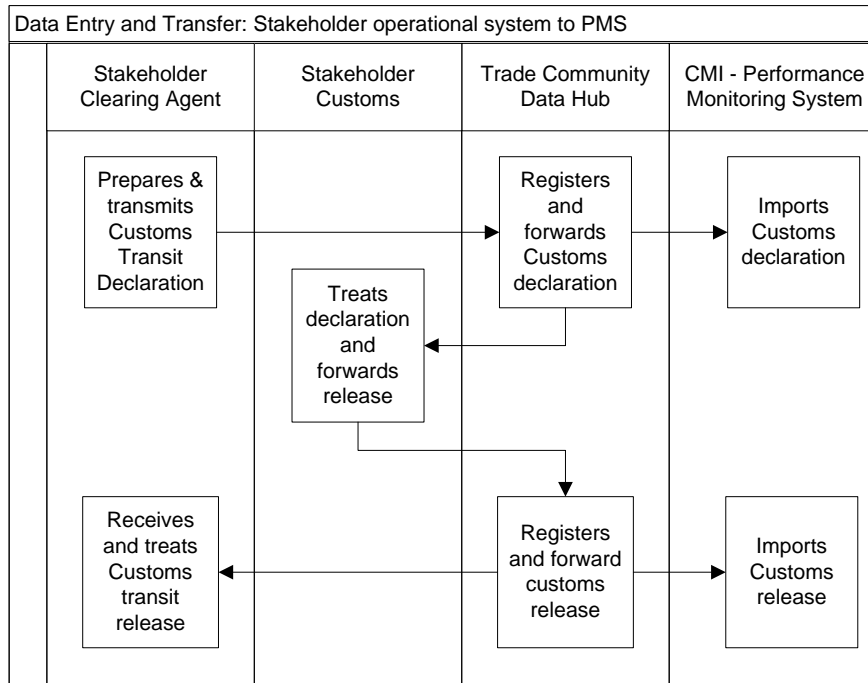 Data Entry and Transfer: Stakeholder operational system to PMS
Stakeholder
Clearing Agent
Stakeholder
Customs
Trade Community
Data Hub
CMI - Performance
Monitoring System
Prepares &
transmits
Customs
Transit
Declaration
Registers
and
forwards
Customs
declaration
Imports
Customs
declaration
Treats
declaration
and
forwards
release
Receives
and treats
Customs
transit
release
Registers
and forward
customs
release
Imports
Customs
release